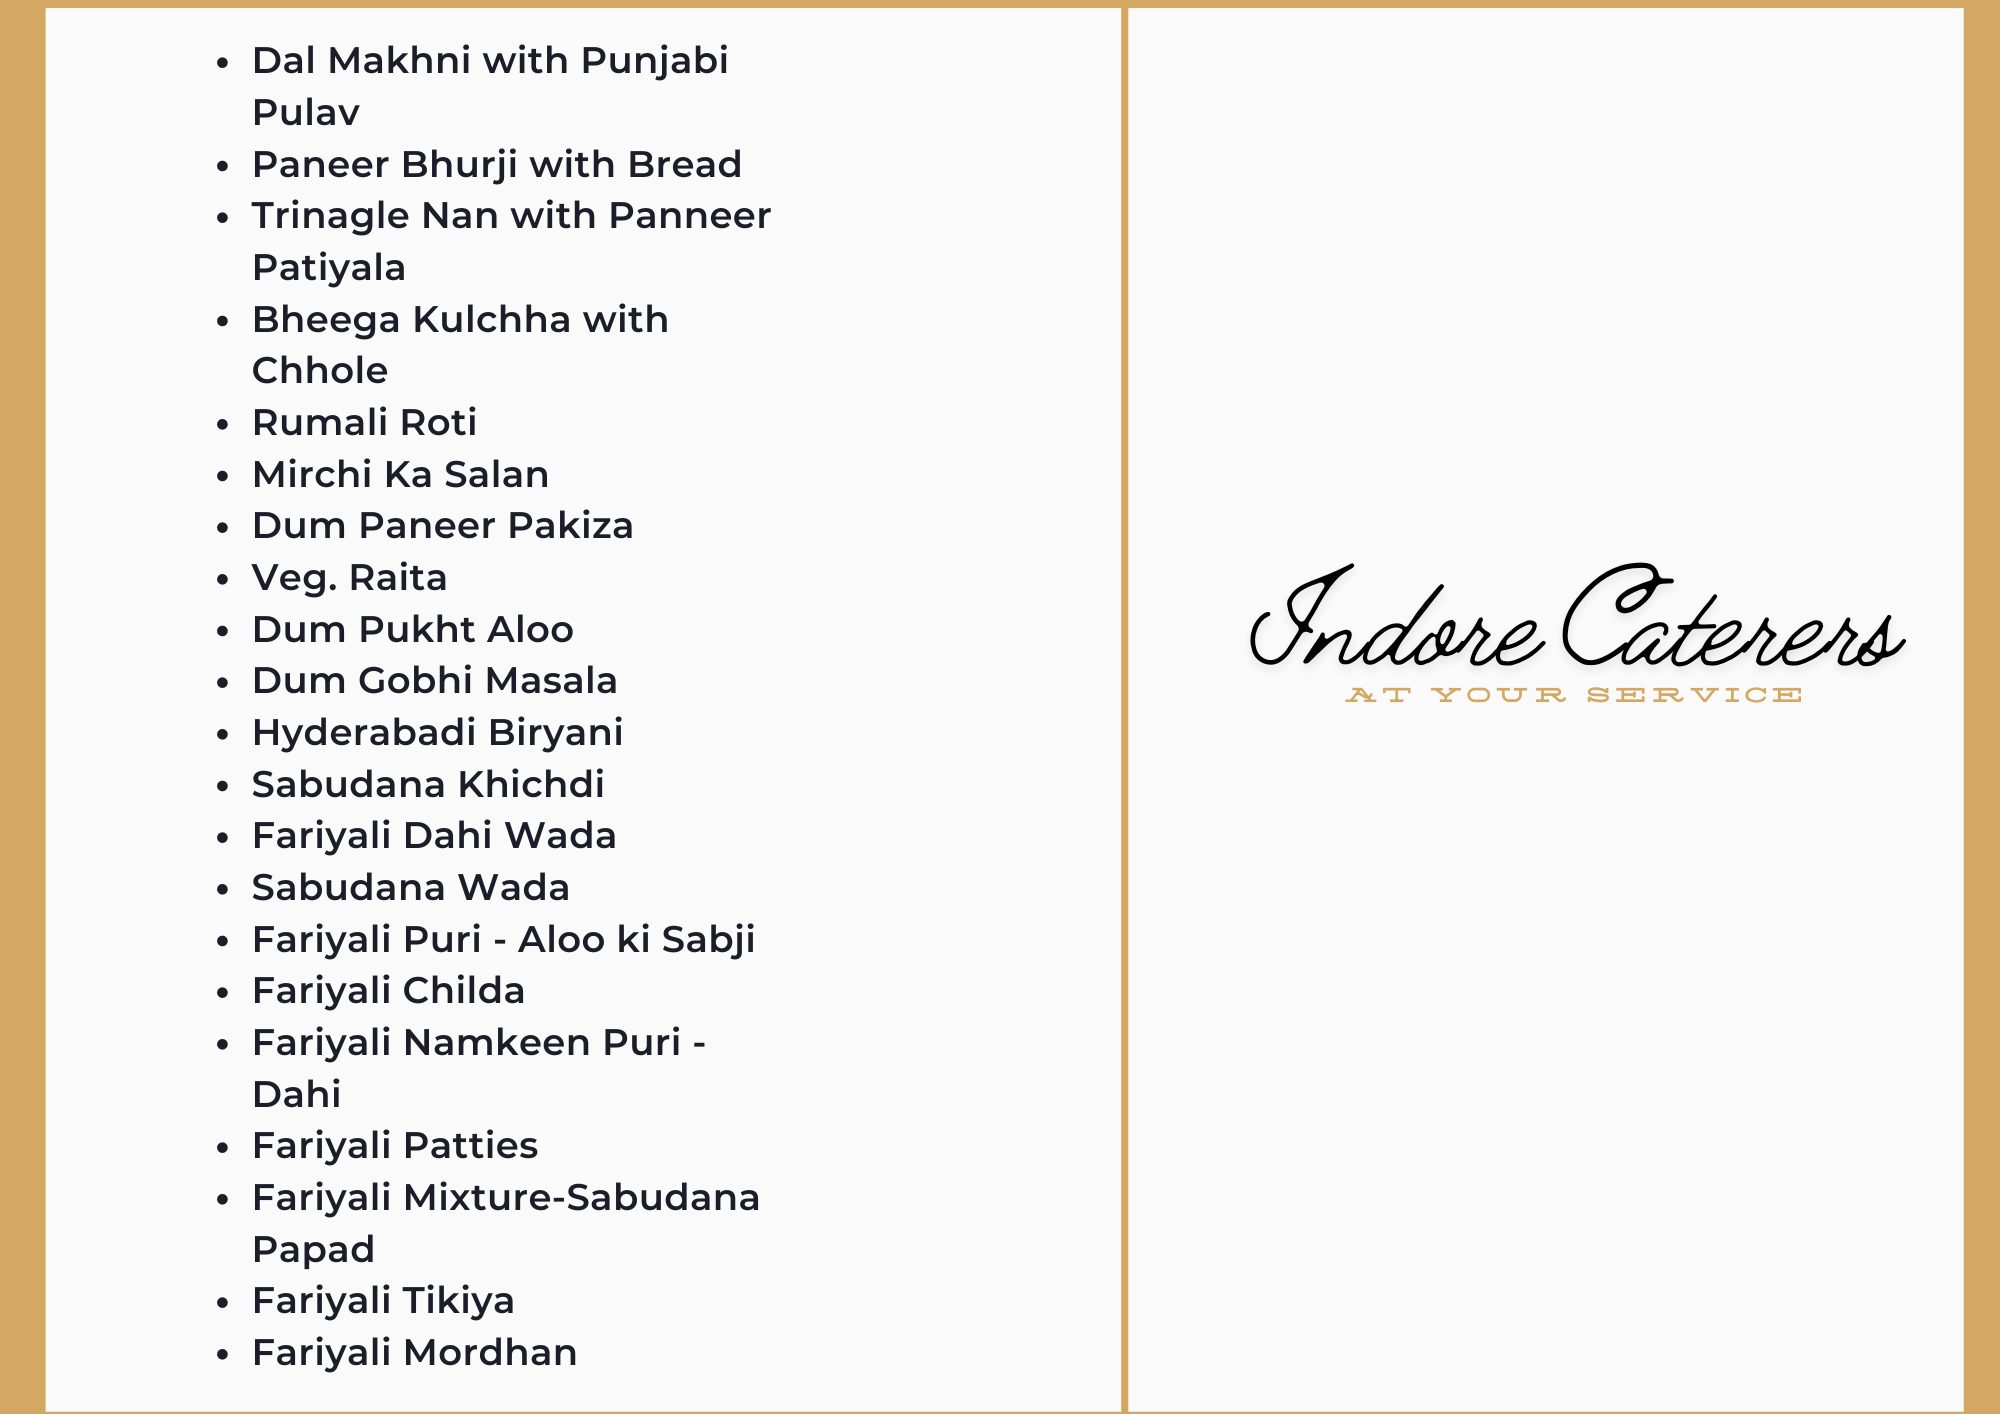 • Dal Makhni with Punjabi
Pulav
• Paneer Bhurji with Bread
• Trinagle Nan with Panneer
Patiyala
• Bheega Kulchha with
Chhole
• Rumali Roti
• Mirchi Ka Salan
• Dum Paneer Pakiza
• Veg. Raita
• Dum Pukht Aloo
• Dum Gobhi Masala
• Hyderabadi Biryani
• Sabudana Khichdi
• Fariyali Dahi Wada
• Sabudana Wada
• Fariyali Puri - Aloo ki Sabji
• Fariyali Childa
• Fariyali Namkeen Puri -
Dahi
• Fariyali Patties
• Fariyali Mixture-Sabudana
Papad
• Fariyali Tikiya
• Fariyali Mordhan
Indore Caterers
AT YOUR SERVICE